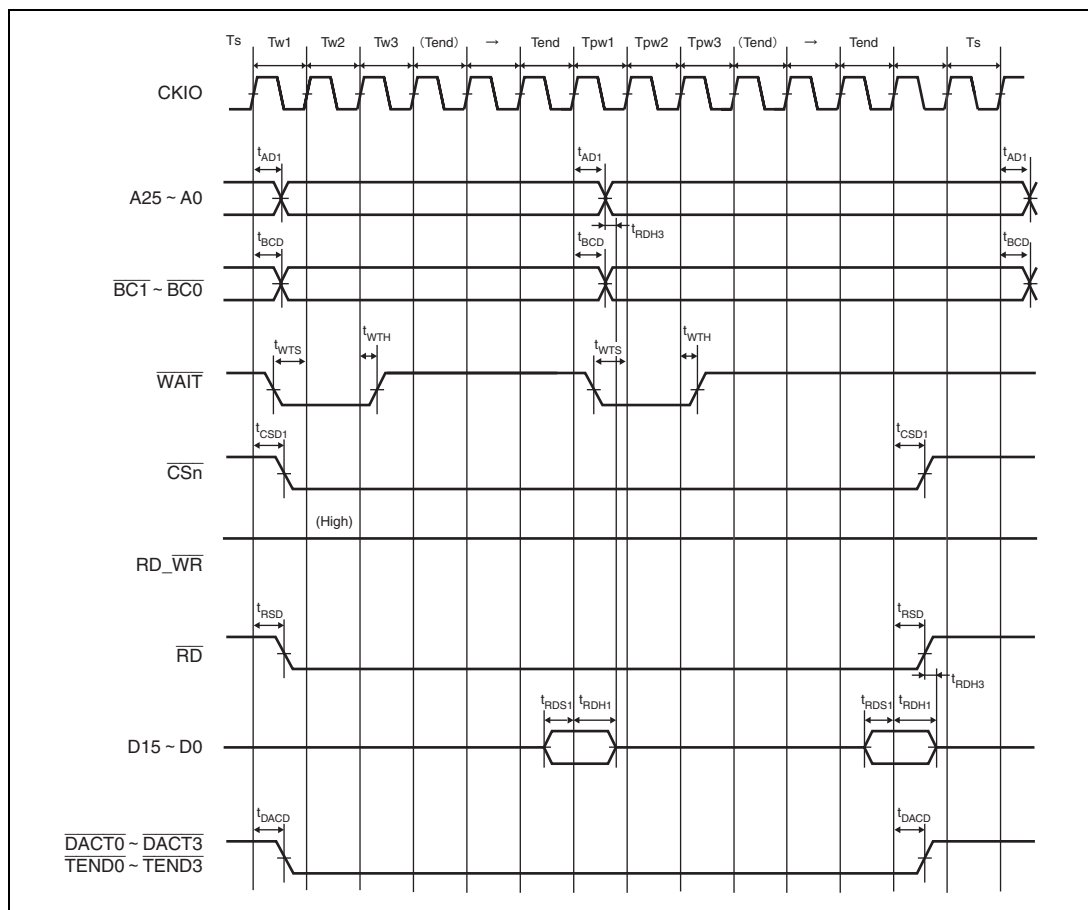 Ts Tw1 Tw2 Tw3 (Tend) → Tend Tpw1 Tpw2 Tpw3 (Tend) → Tend Ts
CKIO
tAD1 tAD1 tAD1
A25 ~ A0
tRDH3
tBCD tBCD tBCD
BC1 ~ BC0
tWTS tWTH tWTS tWTH
WAIT
tCSD1 tCSD1
CSn
(High)
RD_WR
tRSD tRSD
RD
tRDH3
tRDS1 tRDH1 tRDS1 tRDH1
D15 ~ D0
tDACD tDACD
DACT0 ~ DACT3
TEND0 ~ TEND3